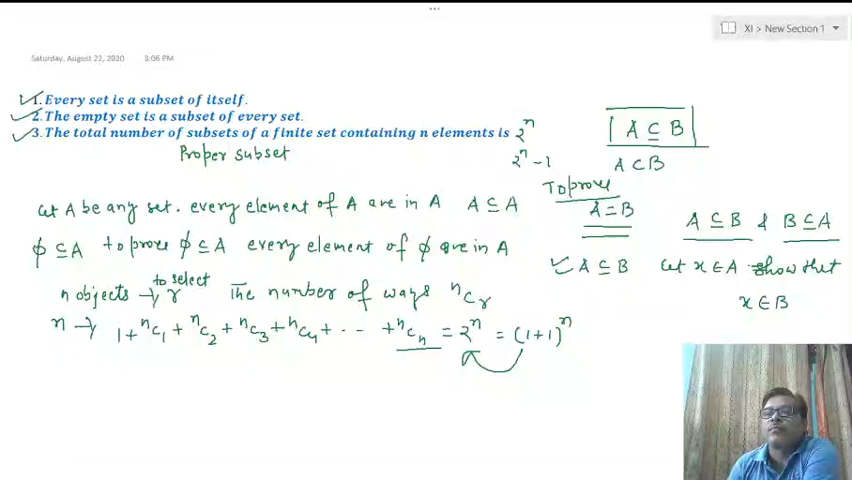 XI > New Section 1
Saturday, August 22, 2020 3:06 PM
1. Every set is a subset of itself.
2. The empty set is a subset of every set.
3. The total number of subsets of a finite set containing n elements is 2ⁿ
Proper subset 2ⁿ-1
A ⊆ B
A ⊂ B
To prove
A = B
A ⊆ B & B ⊆ A
A ⊆ B Let x ∈ A show that
x ∈ B
Let A be any set. every element of A are in A A ⊆ A
ϕ ⊆ A to prove ϕ ⊆ A every element of ϕ are in A
n objects → to select r The number of ways ⁿCᵣ
n → 1 + ⁿC₁ + ⁿC₂ + ⁿC₃ + ⁿC₄ + ... + ⁿCₙ = 2ⁿ = (1+1)ⁿ